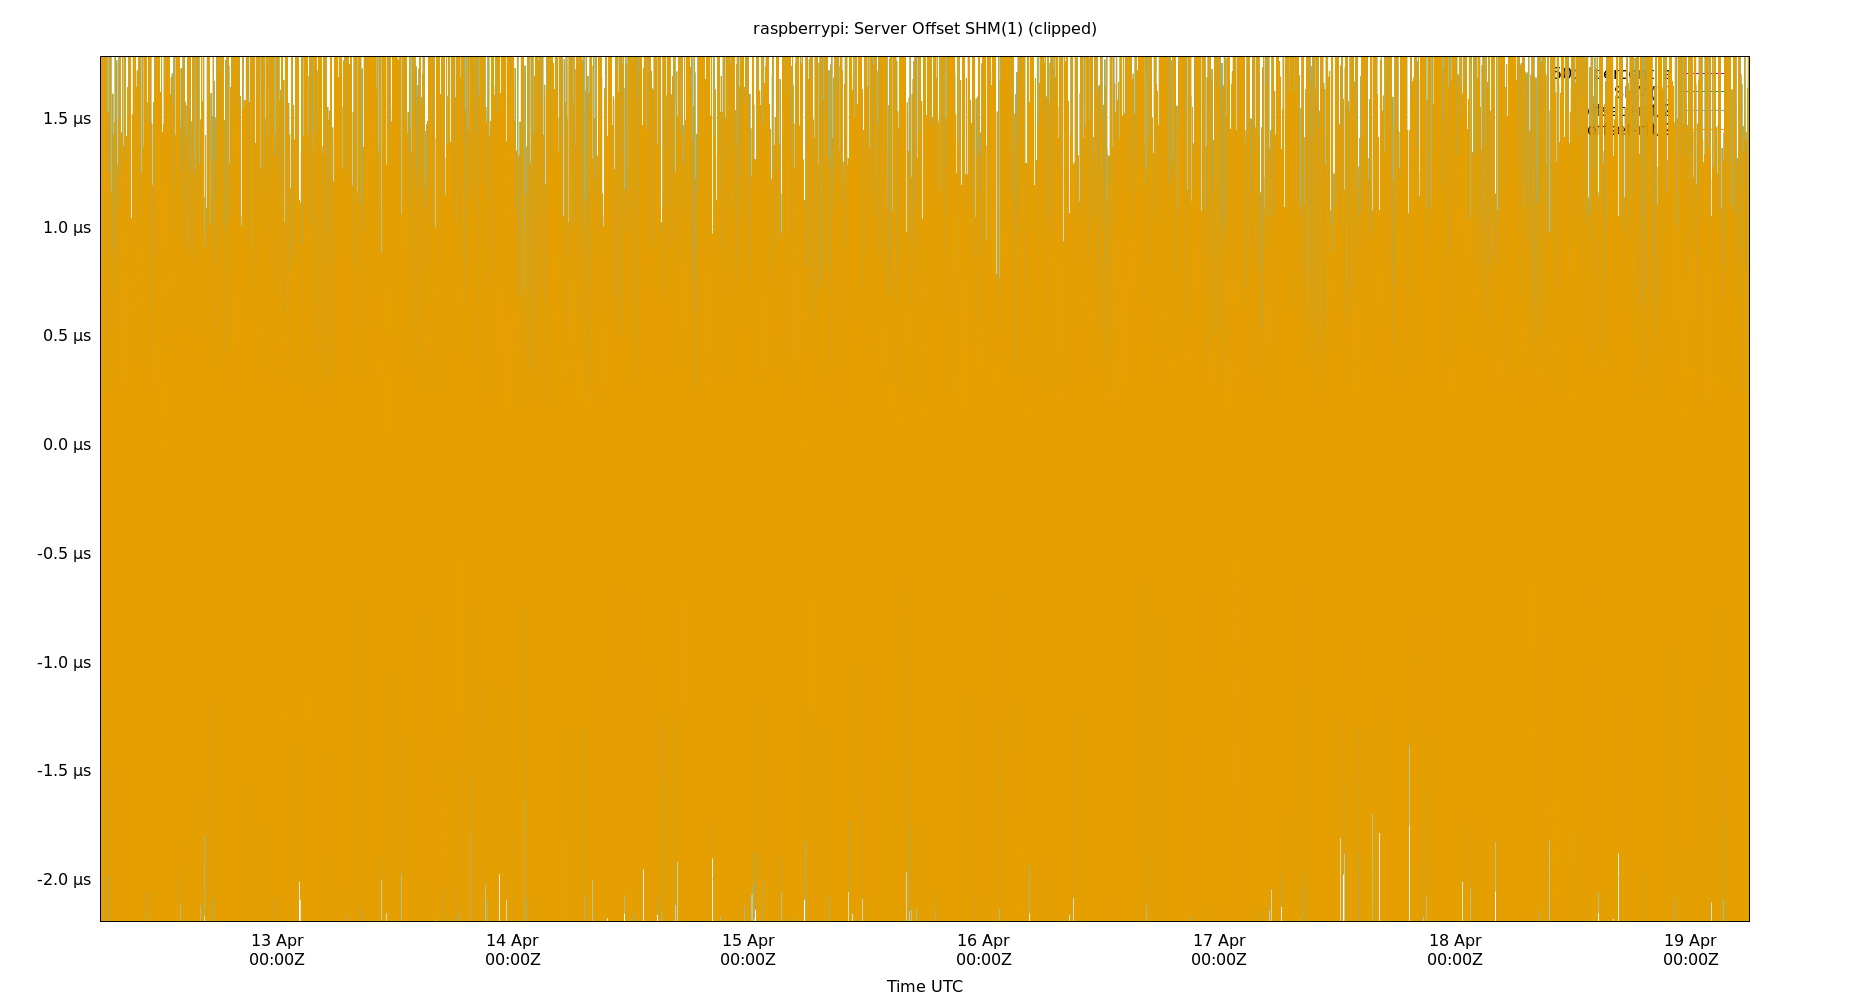 raspberrypi: Server Offset SHM(1) (clipped)
1.5 µs
1.0 µs
0.5 µs
0.0 µs
-0.5 µs
-1.0 µs
-1.5 µs
-2.0 µs
13 Apr 14 Apr 15 Apr 16 Apr 17 Apr 18 Apr 19 Apr
00:00Z 00:00Z 00:00Z 00:00Z 00:00Z 00:00Z 00:00Z
Time UTC